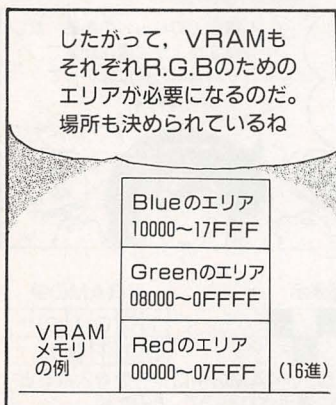 したがって，VRAMも
それぞれR.G.Bのための
エリアが必要になるのだ。
場所も決められているね
Blueのエリア
10000〜17FFF
Greenのエリア
08000〜0FFFF
VRAM
メモリ
の例
Redのエリア
00000〜07FFF
(16進)